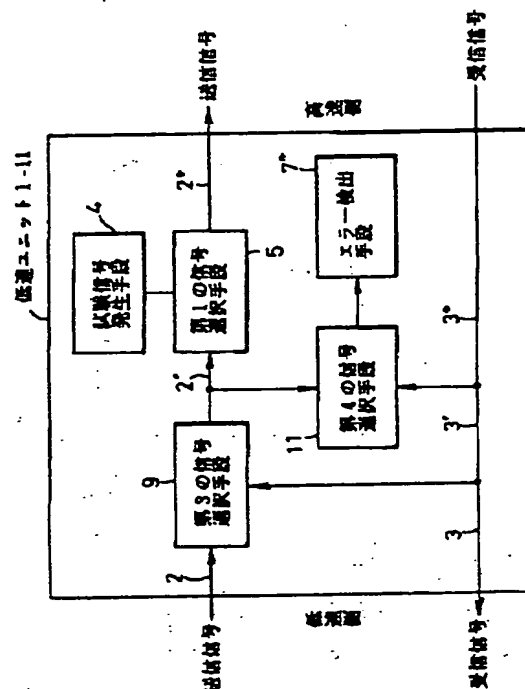 低速ユニット1-11
4
試験信号
発生手段
送信信号
高速側
2"
第1の信号
選択手段
5
7"
エラー検出
手段
2'
第4の信号
選択手段
11
9
第3の信号
選択手段
2
送信信号
低速側
3"
3'
3
受信信号
受信信号